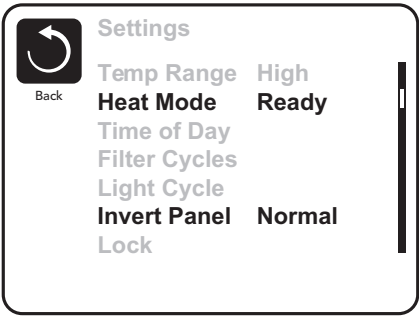 Settings
Back
Temp Range High
Heat Mode Ready
Time of Day
Filter Cycles
Light Cycle
Invert Panel Normal
Lock